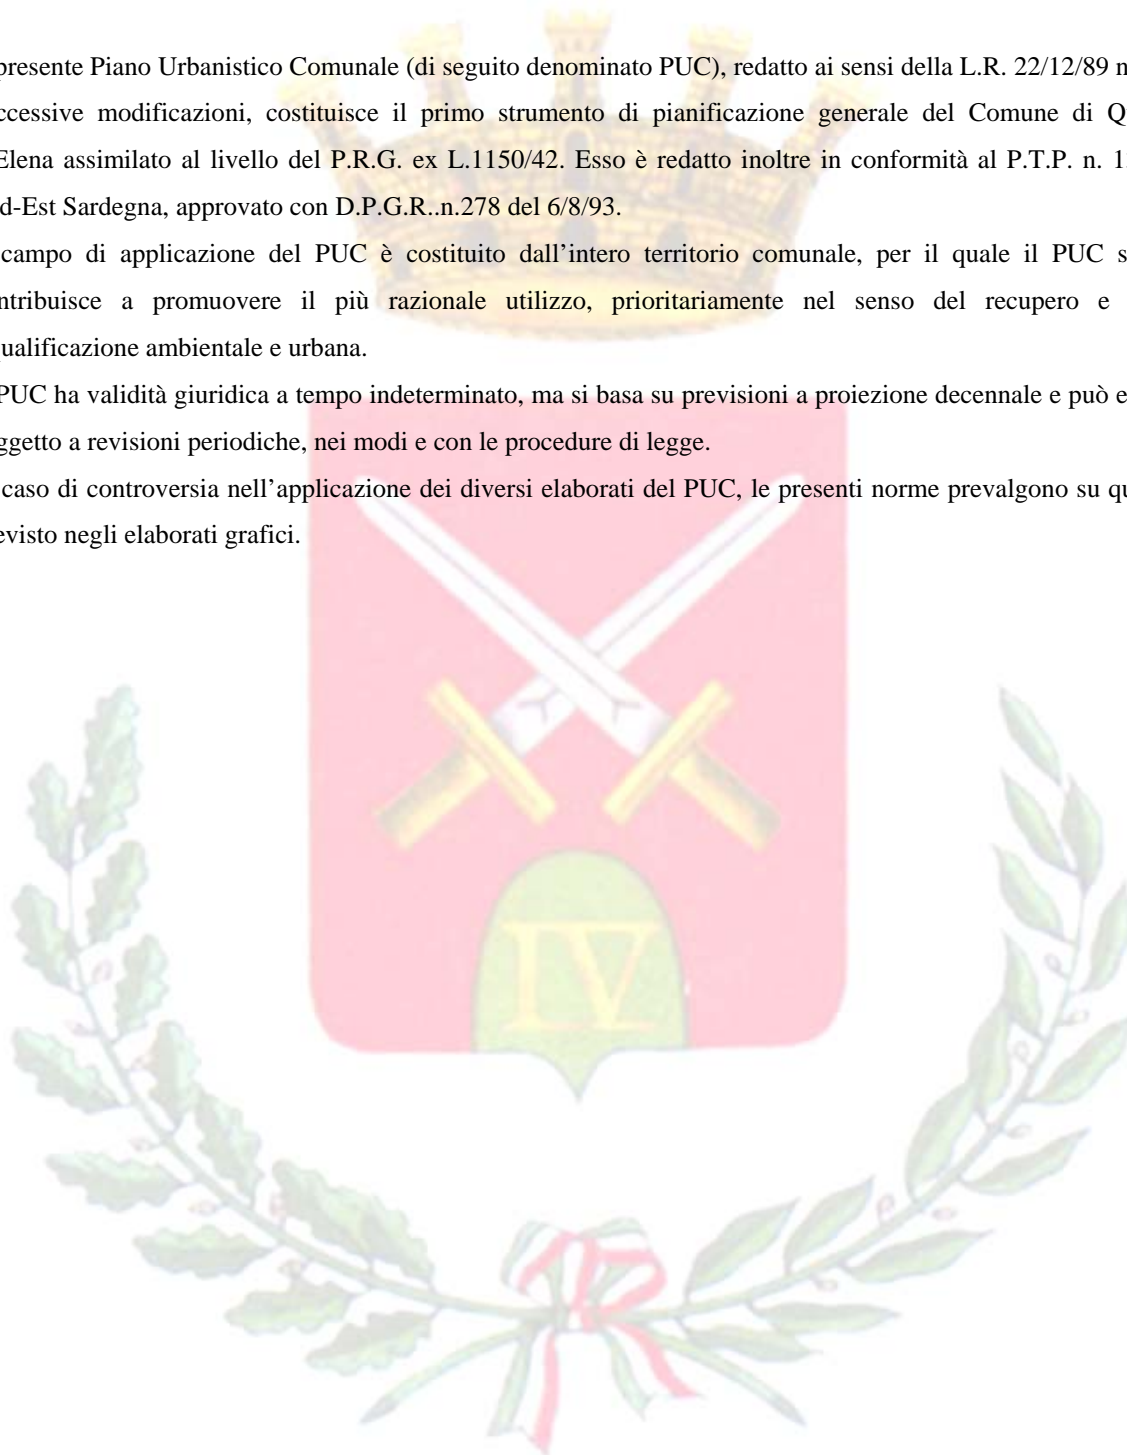 presente Piano Urbanistico Comunale (di seguito denominato PUC), redatto ai sensi della L.R. 22/12/89 n
ccessive modificazioni, costituisce il primo strumento di pianificazione generale del Comune di Q
Elena assimilato al livello del P.R.G. ex L.1150/42. Esso è redatto inoltre in conformità al P.T.P. n. 1
d-Est Sardegna, approvato con D.P.G.R..n.278 del 6/8/93.
campo di applicazione del PUC è costituito dall'intero territorio comunale, per il quale il PUC s
ntribuisce a promuovere il più razionale utilizzo, prioritariamente nel senso del recupero e
qualificazione ambientale e urbana.
PUC ha validità giuridica a tempo indeterminato, ma si basa su previsioni a proiezione decennale e può e
ggetto a revisioni periodiche, nei modi e con le procedure di legge.
caso di controversia nell'applicazione dei diversi elaborati del PUC, le presenti norme prevalgono su qu
evisto negli elaborati grafici.
IV